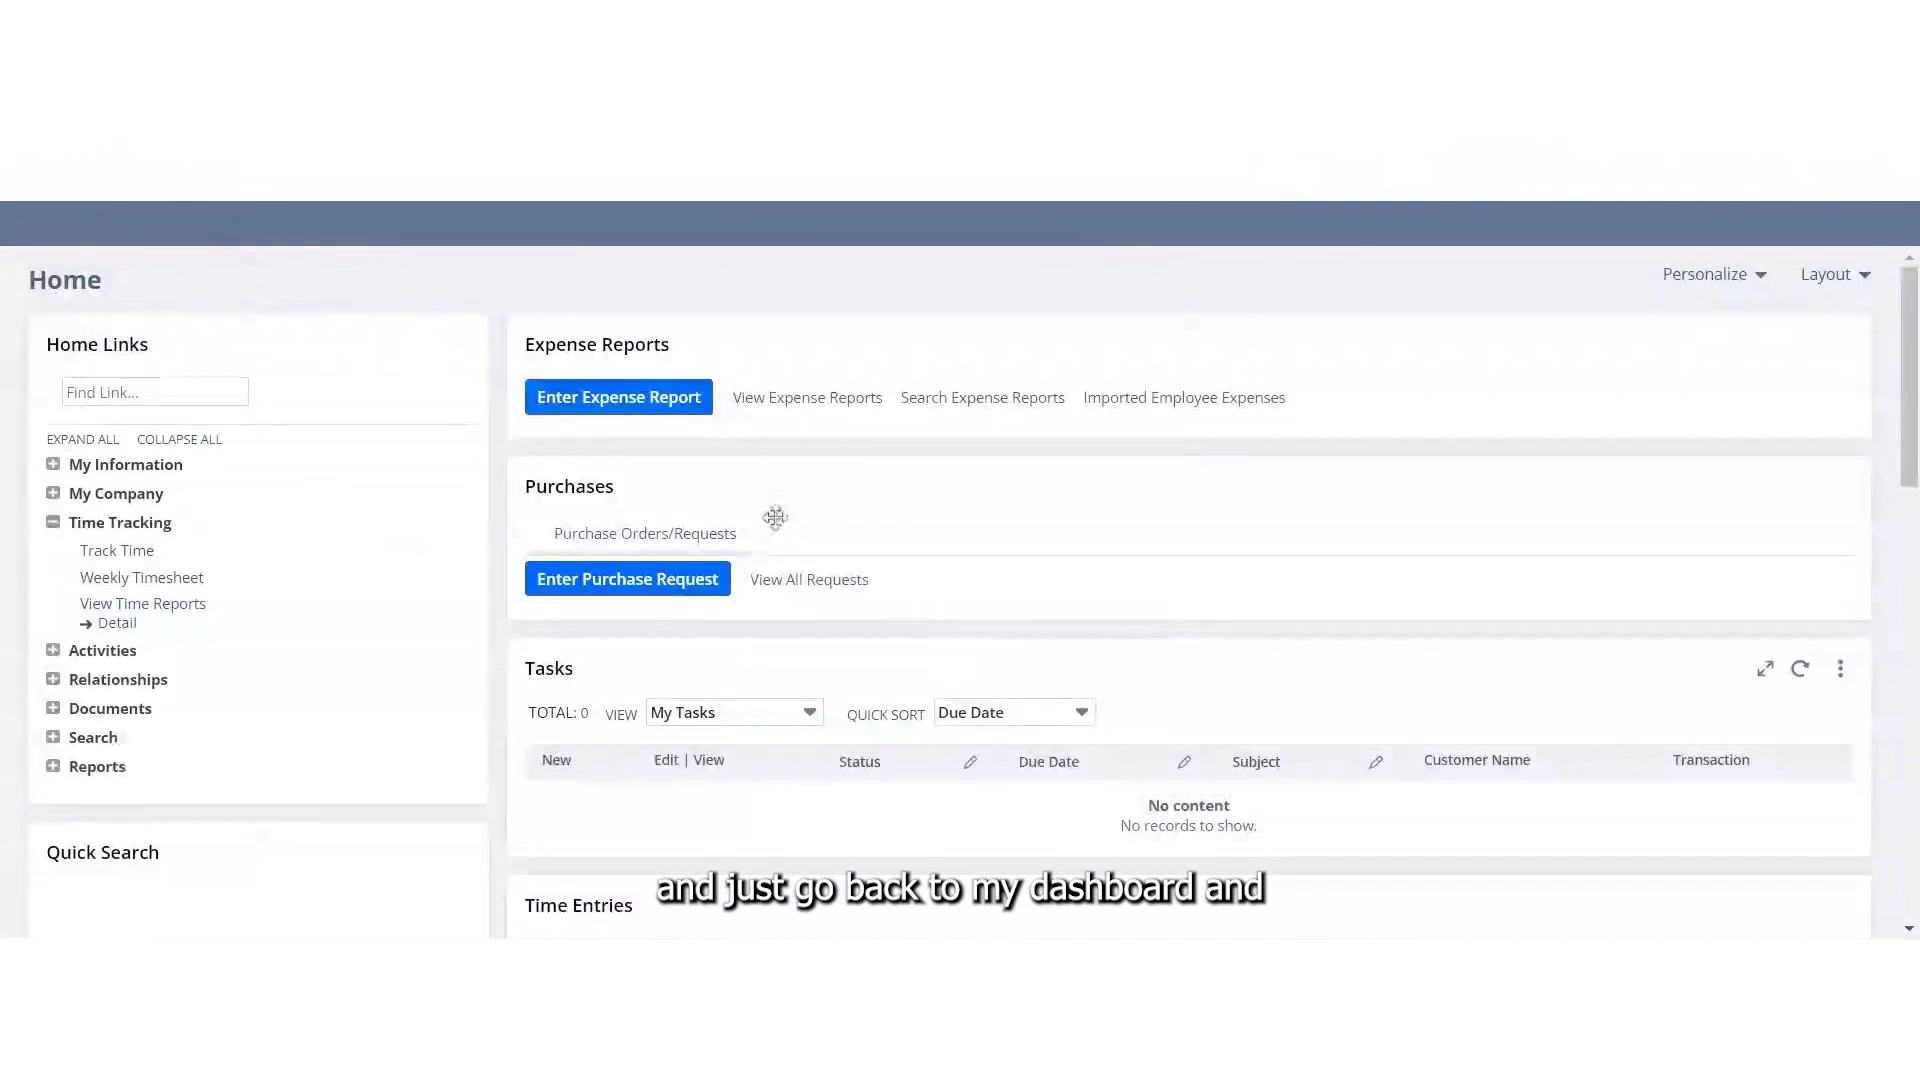 Home
Personalize
Layout
Home Links
Find Link...
EXPAND ALL COLLAPSE ALL
My Information
My Company
Time Tracking
Track Time
Weekly Timesheet
View Time Reports
Detail
Activities
Relationships
Documents
Search
Reports
Quick Search
Expense Reports
Enter Expense Report View Expense Reports Search Expense Reports Imported Employee Expenses
Purchases
Purchase Orders/Requests
Enter Purchase Request View All Requests
Tasks
TOTAL: 0 VIEW My Tasks QUICK SORT Due Date
New Edit | View Status Due Date Subject Customer Name Transaction
No content
No records to show.
Time Entries
and just go back to my dashboard and